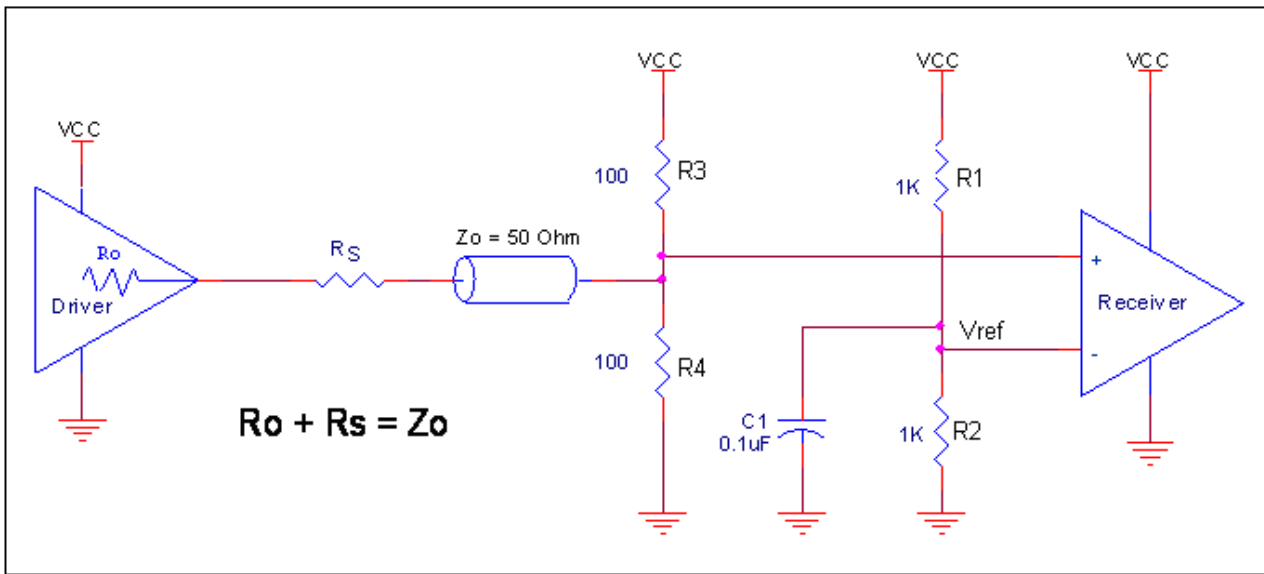 VCC
VCC
VCC
VCC
R3
100
R1
1K
Ro
Driver
RS
Zo = 50 Ohm
+
Receiver
Vref
-
R4
100
Ro + Rs = Zo
C1
0.1uF
R2
1K